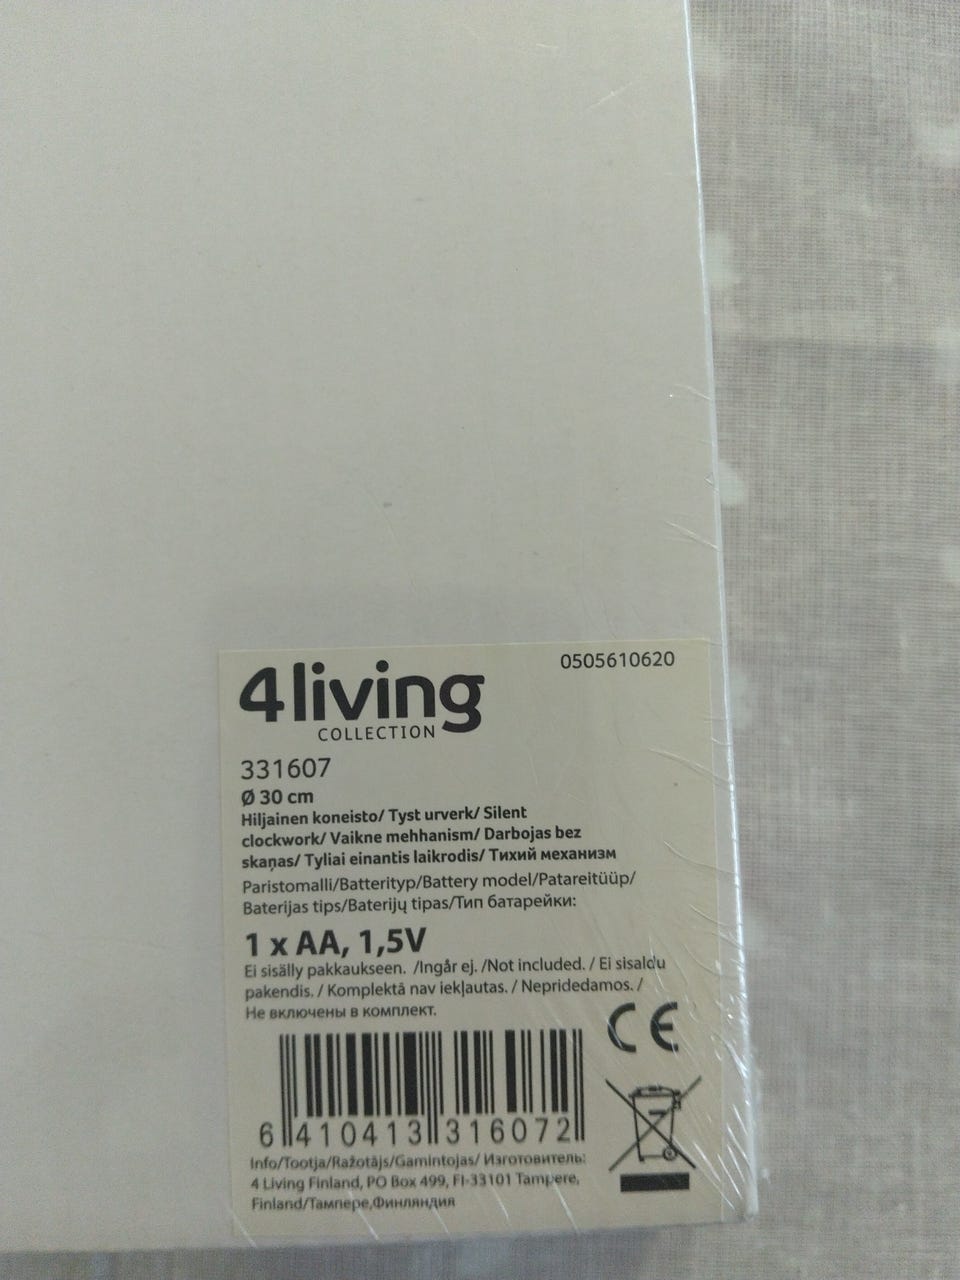 4living
COLLECTION
0505610620
331607
Ø 30 cm
Hiljainen koneisto/ Tyst urverk/ Silent
clockwork/ Vaikne mehhanism/ Darbojas bez
skaņas/ Tyliai einantis laikrodis/ Тихий механизм
Paristomalli/Batterityp/Battery model/Patareitüüp/
Baterijas tips/Baterijų tipas/Тип батарейки:
1 x AA, 1,5V
Ei sisälly pakkaukseen. /Ingår ej. /Not included. / Ei sisaldu
pakendis. / Komplektā nav iekļautas. / Nepridedamos. /
Не включены в комплект.
CE
6 410413 316072
Info/Tootja/Ražotājs/Gamintojas/ Изготовитель:
4 Living Finland, PO Box 499, FI-33101 Tampere,
Finland/Тампере,Финляндия